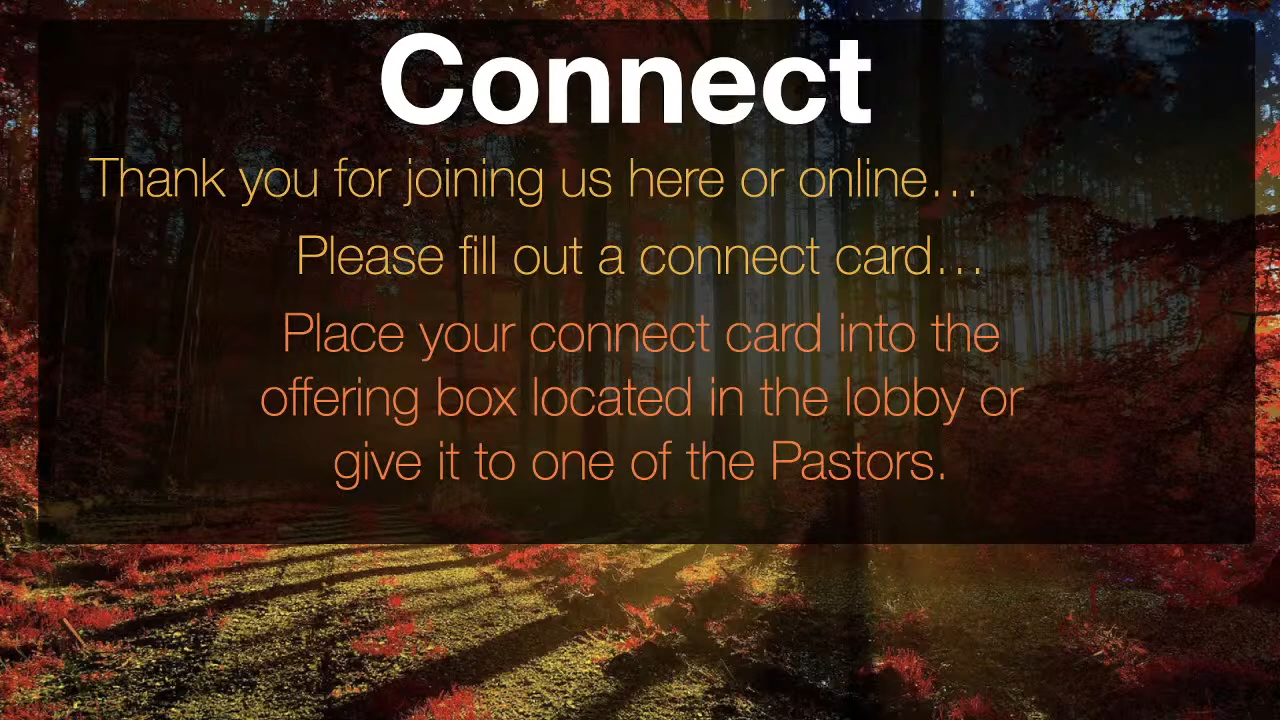 Connect
Thank you for joining us here or online…
Please fill out a connect card…
Place your connect card into the
offering box located in the lobby or
give it to one of the Pastors.